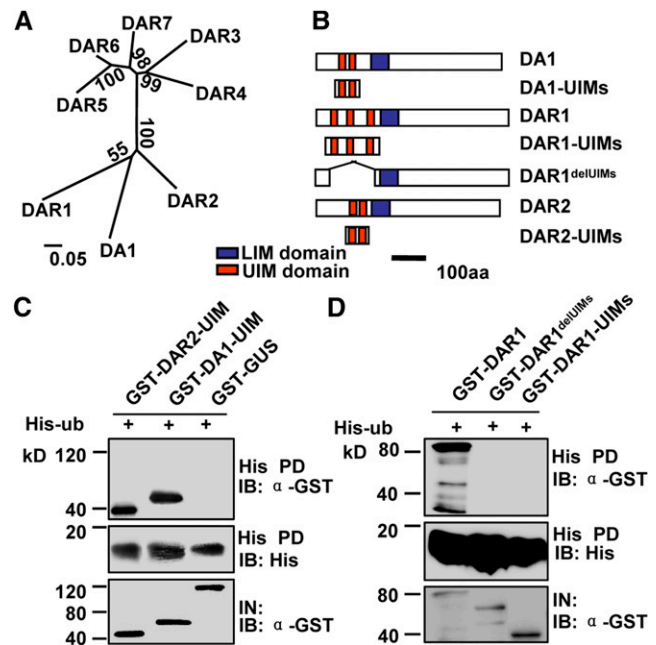 A
DAR7
DAR6
DAR3
98
99
100
DAR4
DAR5
100
55
DAR1
DAR2
DA1
0.05
B
DA1
DA1-UIMs
DAR1
DAR1-UIMs
DAR1delUIMs
DAR2
DAR2-UIMs
LIM domain
UIM domain
100aa
C
GST-DAR2-UIM
GST-DA1-UIM
GST-GUS
His-ub + + +
kD 120
40
His PD
IB: α-GST
20
His PD
IB: His
120
80
40
IN:
IB: α-GST
D
GST-DAR1
GST-DAR1delUIMs
GST-DAR1-UIMs
His-ub + + +
kD 80
40
His PD
IB: α-GST
20
His PD
IB: His
80
40
IN:
IB: α-GST